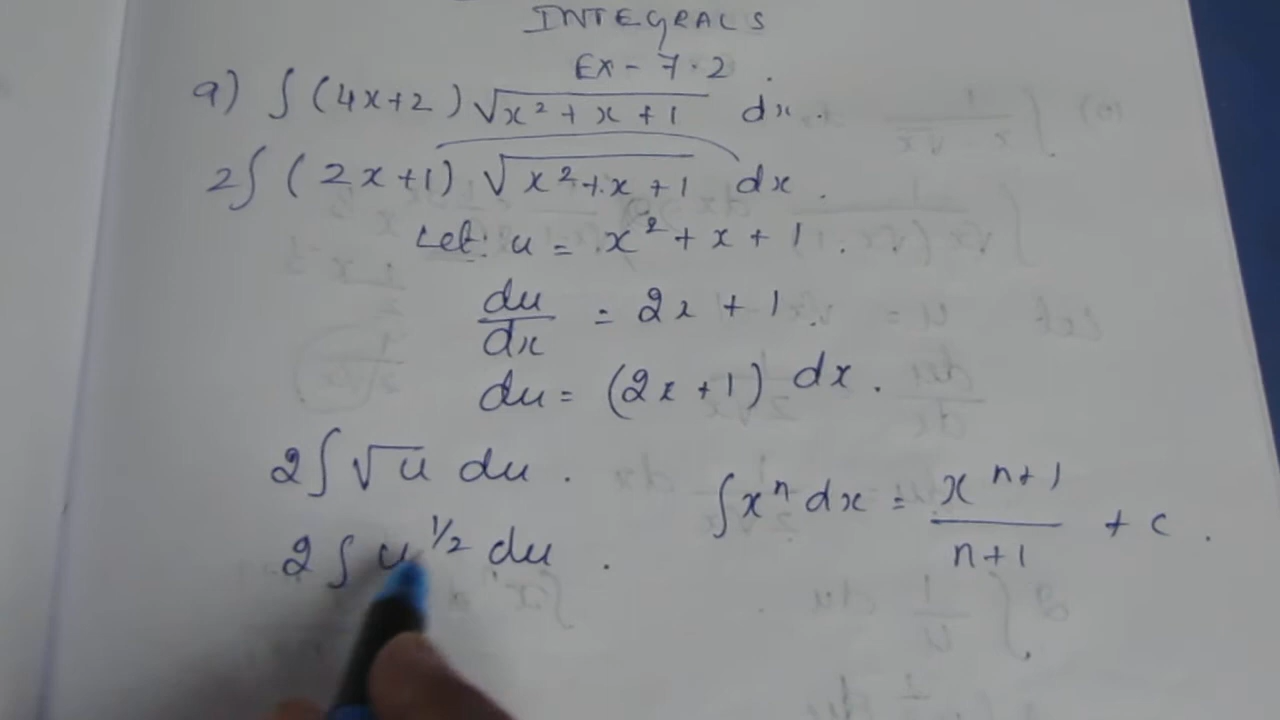 INTEGRALS
Ex - 7.2
9) ∫ (4x+2) √(x² + x + 1) dx.
2∫ (2x+1) √(x² + x + 1) dx.
Let: u = x² + x + 1.
du/dx = 2x + 1.
du = (2x+1) dx.
2∫ √u du.
∫ xⁿ dx = x^(n+1)/(n+1) + c.
2∫ u^(1/2) du.